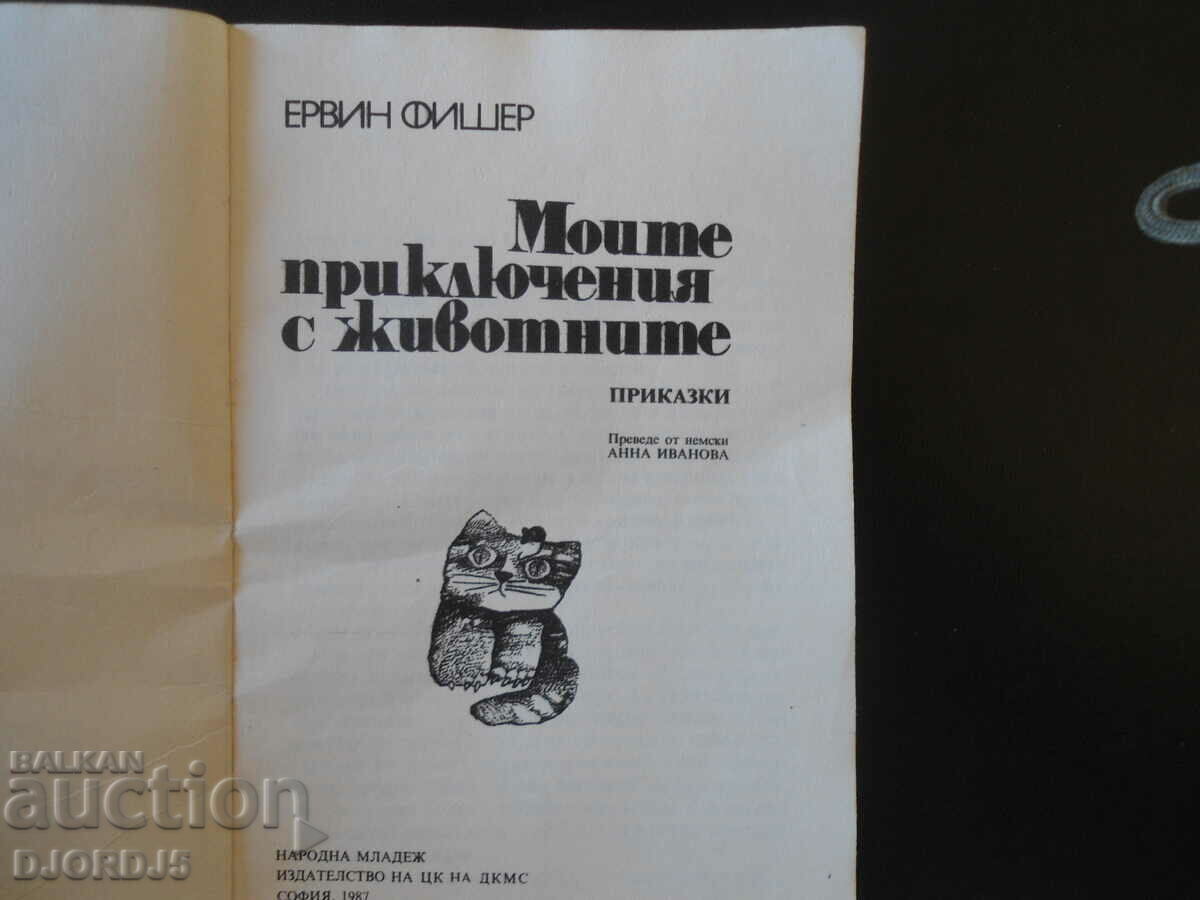 ЕРВИН ФИШЕР
Моите
приключения
с животните
ПРИКАЗКИ
Преведе от немски
АННА ИВАНОВА
BALKAN
auction
DJORDJ5
НАРОДНА МЛАДЕЖ
ИЗДАТЕЛСТВО НА ЦК НА ДКМС
СОФИЯ, 1987